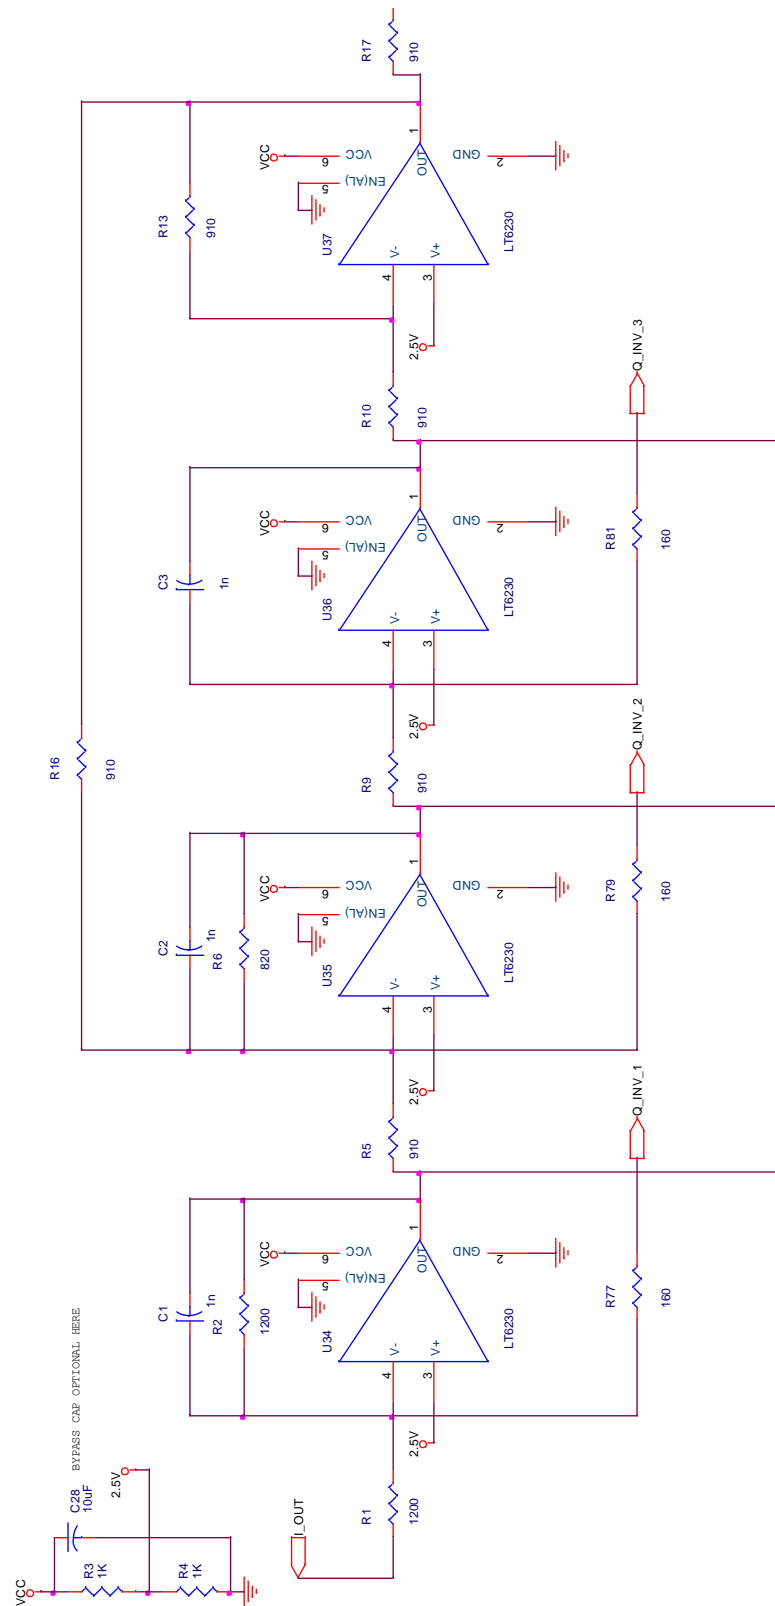 R17
910
VCC
6
VCC
EN(AL)
5
1
OUT
GND
2
R13
910
U37
V-
V+
LT6230
4
3
2.5V
R10
910
Q_INV_3
VCC
6
VCC
EN(AL)
5
1
OUT
GND
2
C3
1n
U36
V-
V+
LT6230
4
3
R81
160
2.5V
R9
910
Q_INV_2
R16
910
VCC
6
VCC
EN(AL)
5
1
OUT
GND
2
C2
1n
R6
820
U35
V-
V+
LT6230
4
3
R79
160
2.5V
R5
910
Q_INV_1
VCC
6
VCC
EN(AL)
5
1
OUT
GND
2
C1
1n
R2
1200
U34
V-
V+
LT6230
4
3
R77
160
2.5V
R1
1200
I_OUT
BYPASS CAP OPTIONAL HERE
2.5V
C28
10uF
R3
1K
R4
1K
VCC